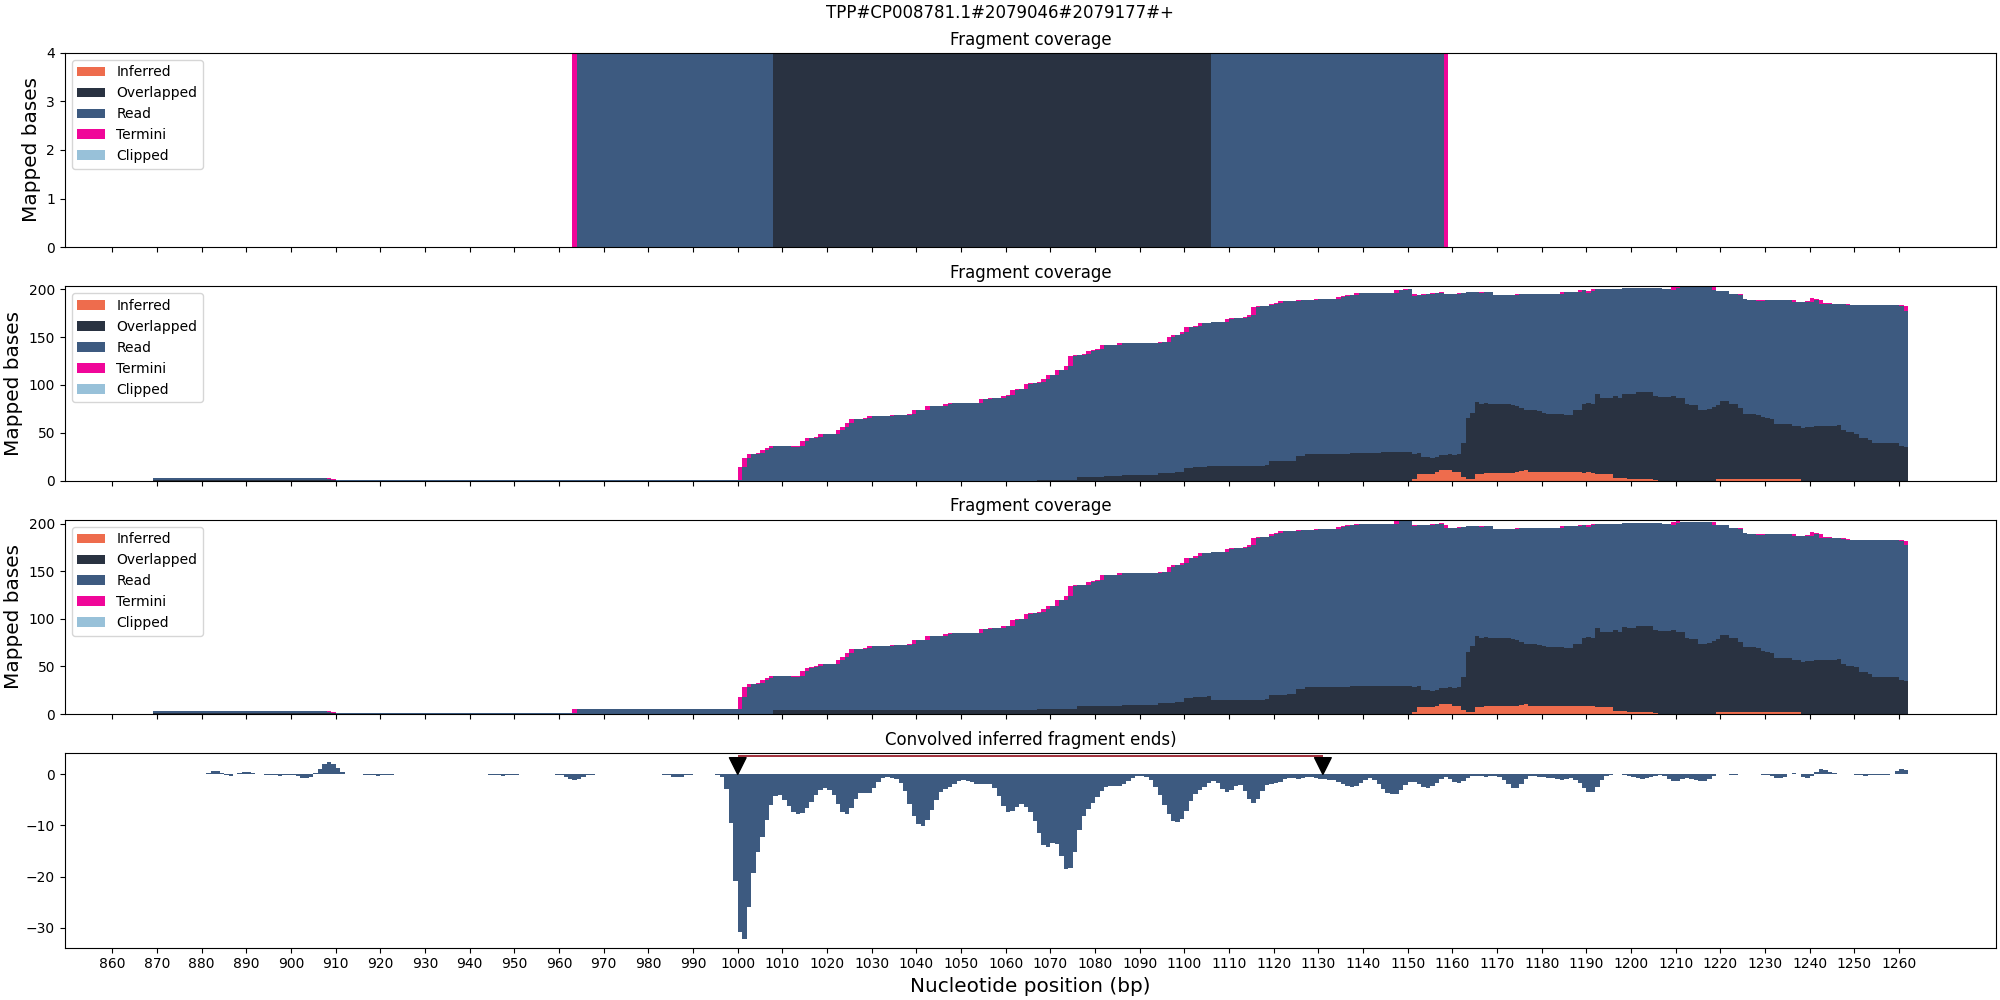 TPP#CP008781.1#2079046#2079177#+
Fragment coverage
Mapped bases
4
3
2
1
0
Inferred
Overlapped
Read
Termini
Clipped
Fragment coverage
Mapped bases
200
150
100
50
0
Inferred
Overlapped
Read
Termini
Clipped
Fragment coverage
Mapped bases
200
150
100
50
0
Inferred
Overlapped
Read
Termini
Clipped
Convolved inferred fragment ends)
0
−10
−20
−30
860 870 880 890 900 910 920 930 940 950 960 970 980 990 1000 1010 1020 1030 1040 1050 1060 1070 1080 1090 1100 1110 1120 1130 1140 1150 1160 1170 1180 1190 1200 1210 1220 1230 1240 1250 1260
Nucleotide position (bp)